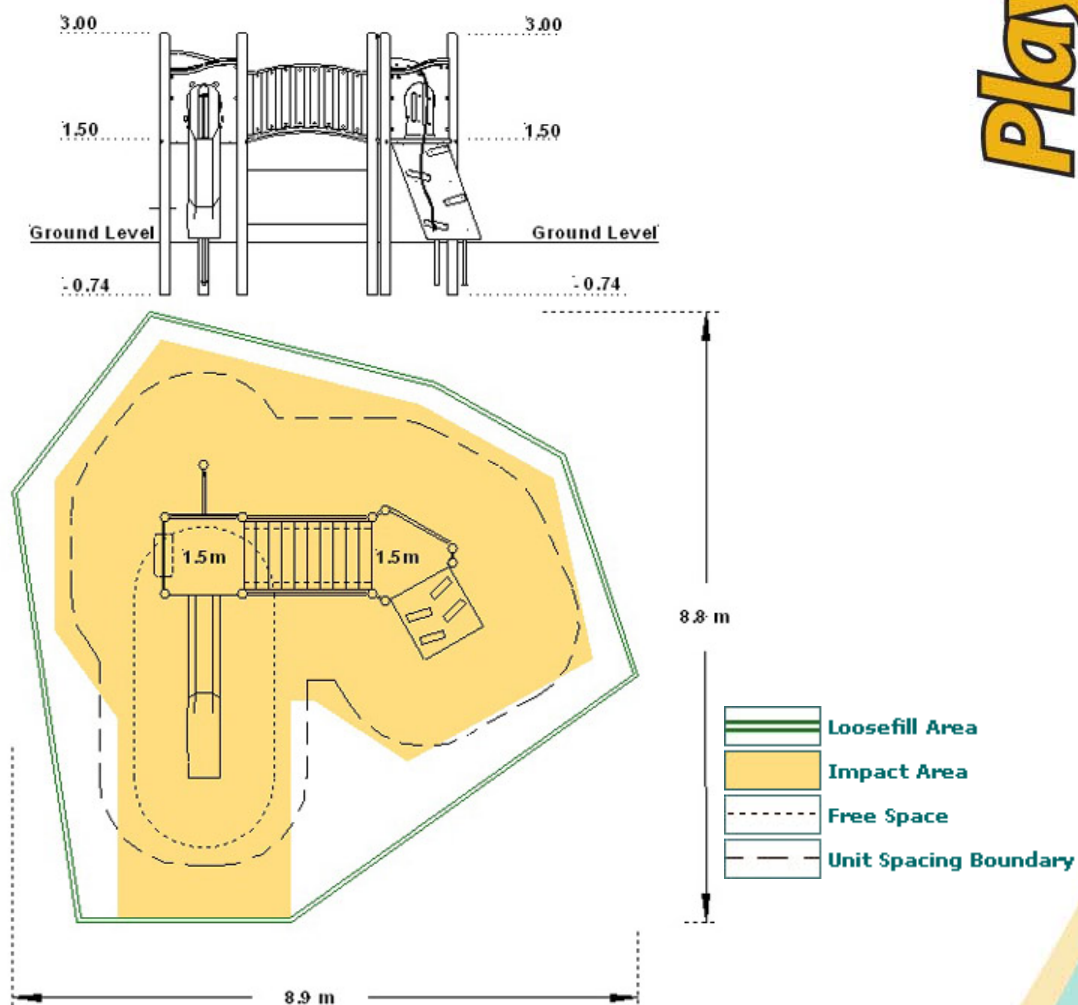 3.00 3.00
Play
1.50 1.50
Ground Level Ground Level
- 0.74 - 0.74
1.5m 1.5m
8.8 m
Loosefill Area
Impact Area
Free Space
Unit Spacing Boundary
8.9 m